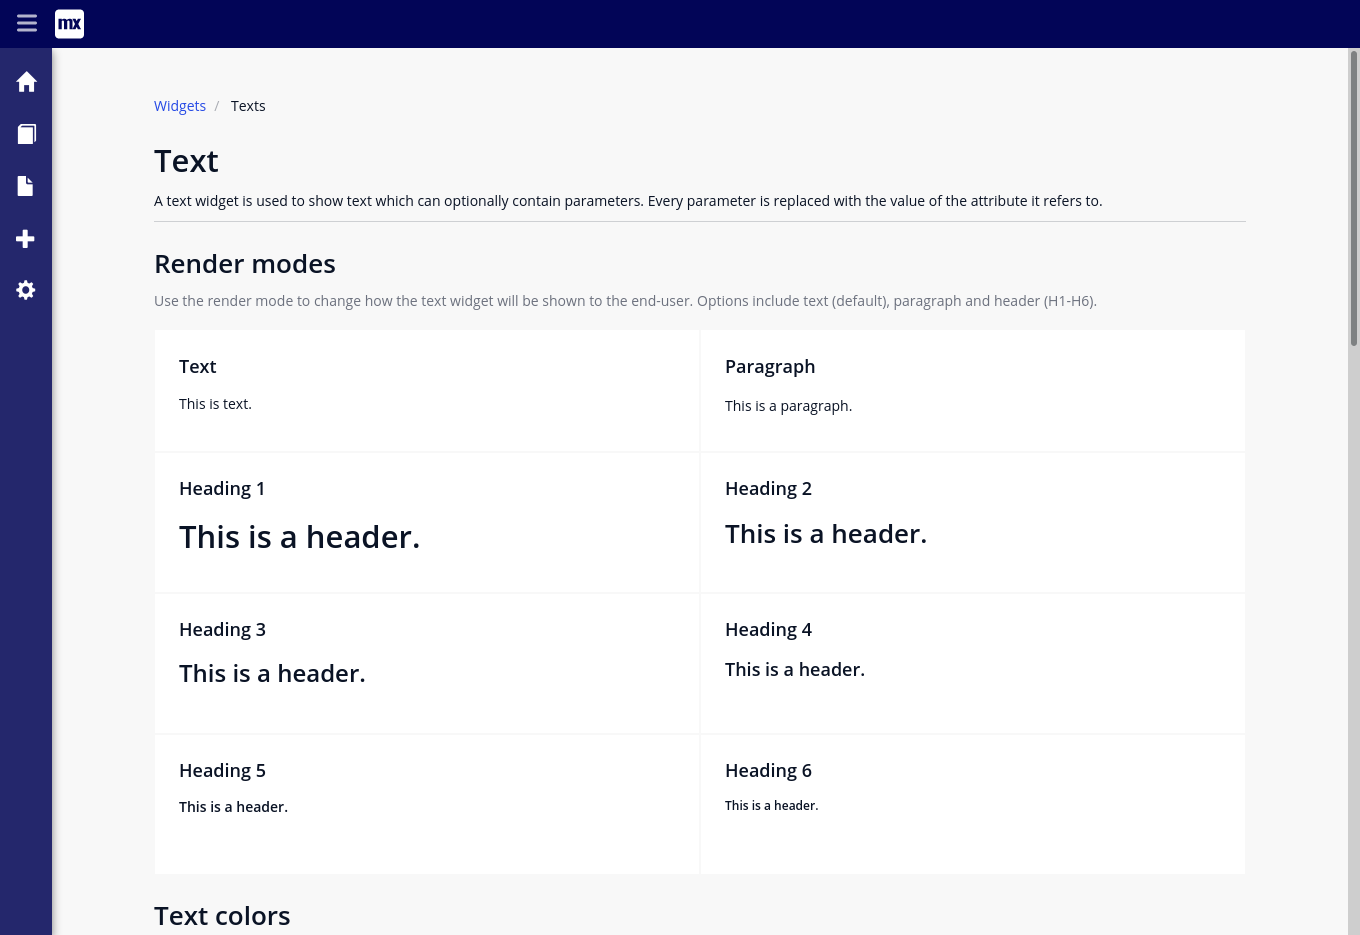 mx
Widgets / Texts
Text
A text widget is used to show text which can optionally contain parameters. Every parameter is replaced with the value of the attribute it refers to.
Render modes
Use the render mode to change how the text widget will be shown to the end-user. Options include text (default), paragraph and header (H1-H6).
Text
This is text.
Paragraph
This is a paragraph.
Heading 1
This is a header.
Heading 2
This is a header.
Heading 3
This is a header.
Heading 4
This is a header.
Heading 5
This is a header.
Heading 6
This is a header.
Text colors